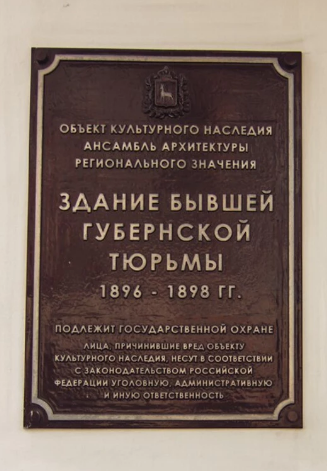 ОБЪЕКТ КУЛЬТУРНОГО НАСЛЕДИЯ
АНСАМБЛЬ АРХИТЕКТУРЫ
РЕГИОНАЛЬНОГО ЗНАЧЕНИЯ
ЗДАНИЕ БЫВШЕЙ
ГУБЕРНСКОЙ
ТЮРЬМЫ
1896 - 1898 ГГ.
ПОДЛЕЖИТ ГОСУДАРСТВЕННОЙ ОХРАНЕ
ЛИЦА, ПРИЧИНИВШИЕ ВРЕД ОБЪЕКТУ
КУЛЬТУРНОГО НАСЛЕДИЯ, НЕСУТ В СООТВЕТСТВИИ
С ЗАКОНОДАТЕЛЬСТВОМ РОССИЙСКОЙ
ФЕДЕРАЦИИ УГОЛОВНУЮ, АДМИНИСТРАТИВНУЮ
И ИНУЮ ОТВЕТСТВЕННОСТЬ